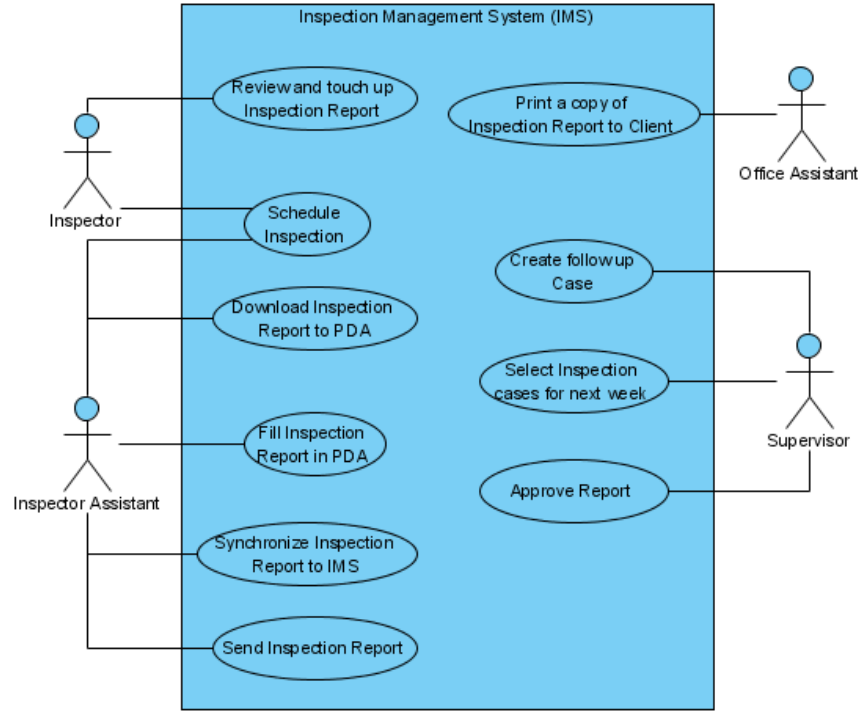 Inspection Management System (IMS)
Review and touch up
Inspection Report
Print a copy of
Inspection Report to Client
Office Assistant
Inspector
Schedule
Inspection
Create follow up
Case
Download Inspection
Report to PDA
Select Inspection
cases for next week
Supervisor
Fill Inspection
Report in PDA
Inspector Assistant
Approve Report
Synchronize Inspection
Report to IMS
Send Inspection Report